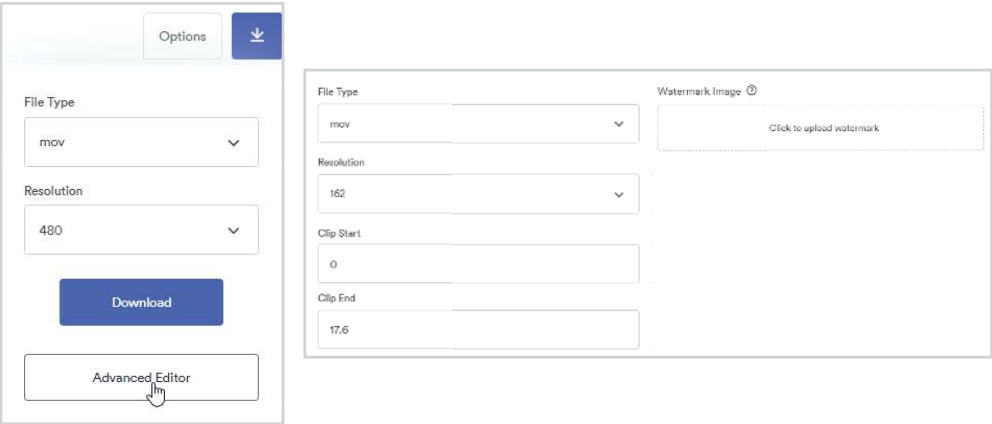 Options
File Type
mov
Resolution
480
Download
Advanced Editor
File Type
mov
Resolution
162
Clip Start
0
Clip End
17.6
Watermark Image
Click to upload watermark